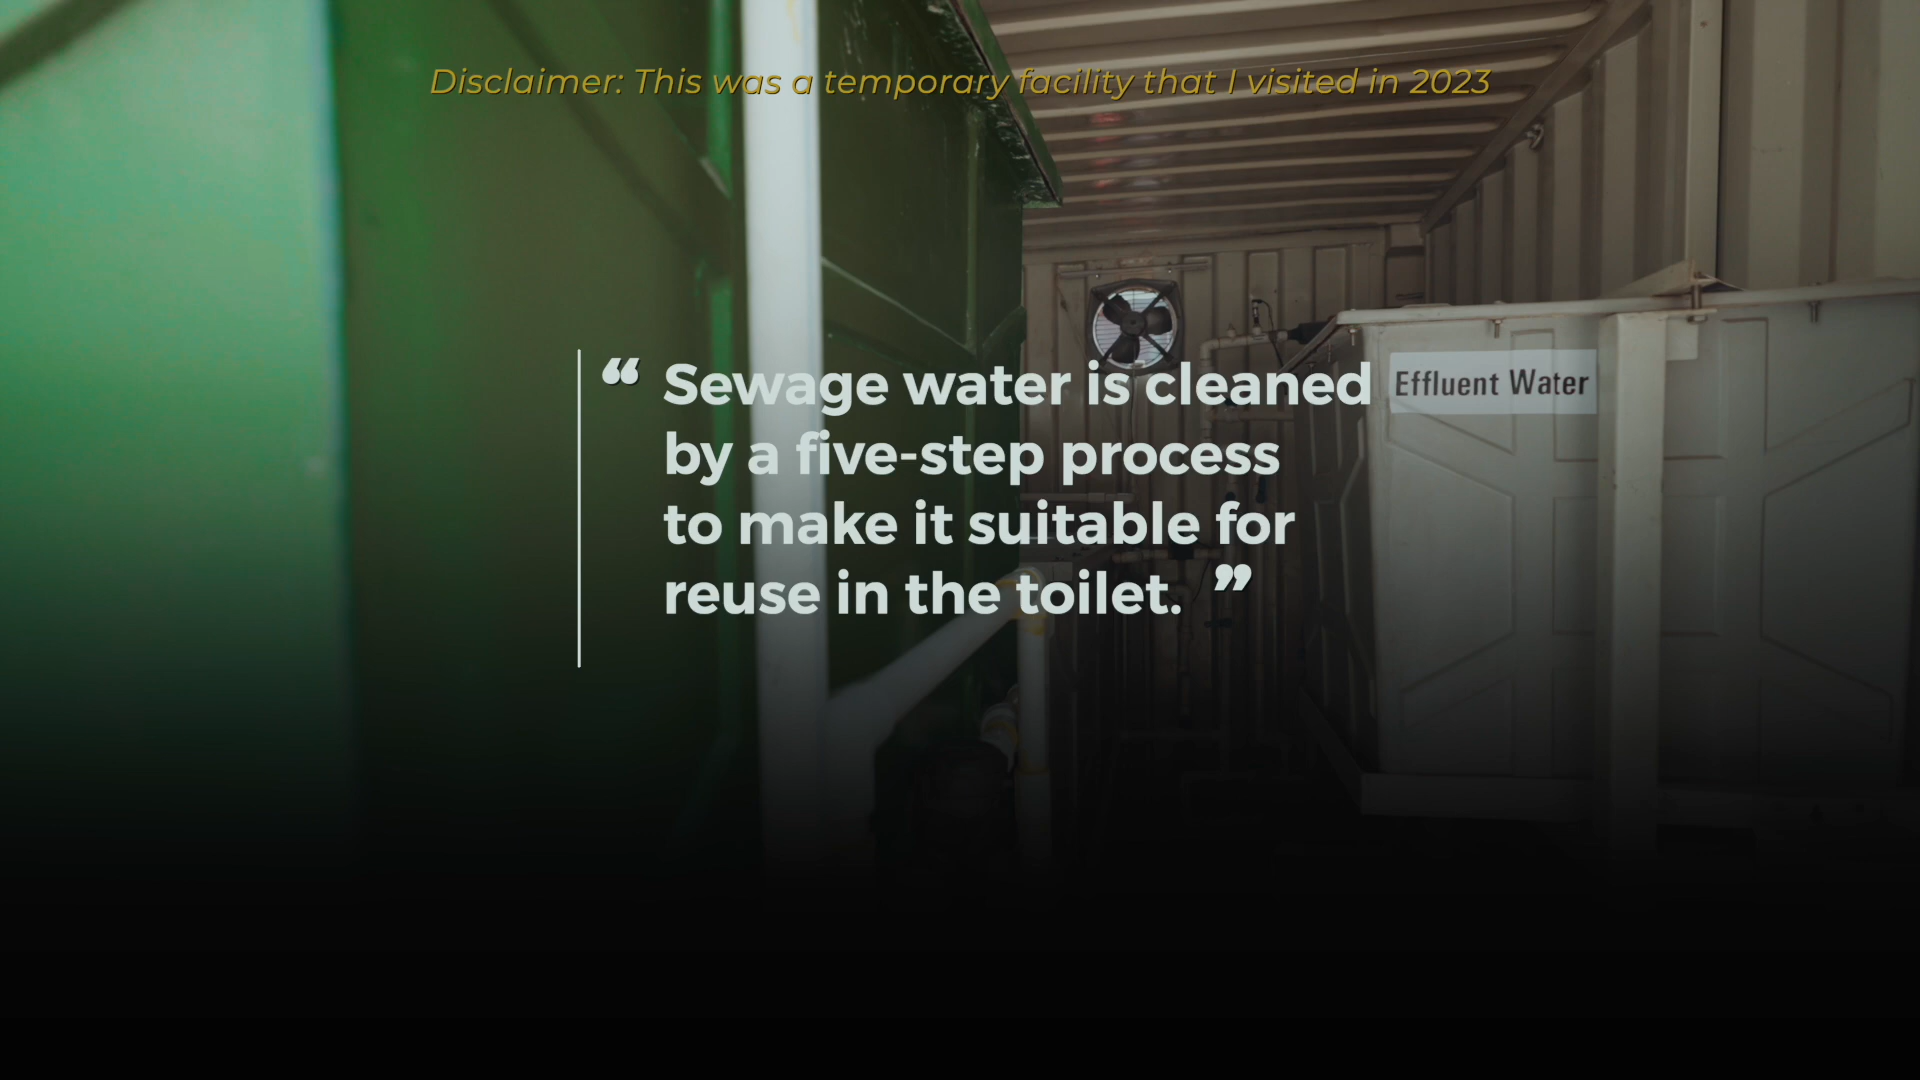 Disclaimer: This was a temporary facility that I visited in 2023
“ Sewage water is cleaned
by a five-step process
to make it suitable for
reuse in the toilet. ”
Effluent Water